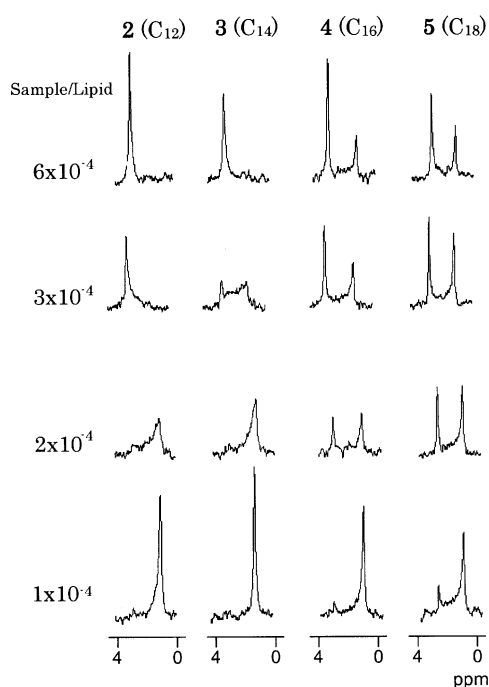 2 (C₁₂) 3 (C₁₄) 4 (C₁₆) 5 (C₁₈)
Sample/Lipid
6x10⁻⁴
3x10⁻⁴
2x10⁻⁴
1x10⁻⁴
4 0 4 0 4 0 4 0
ppm